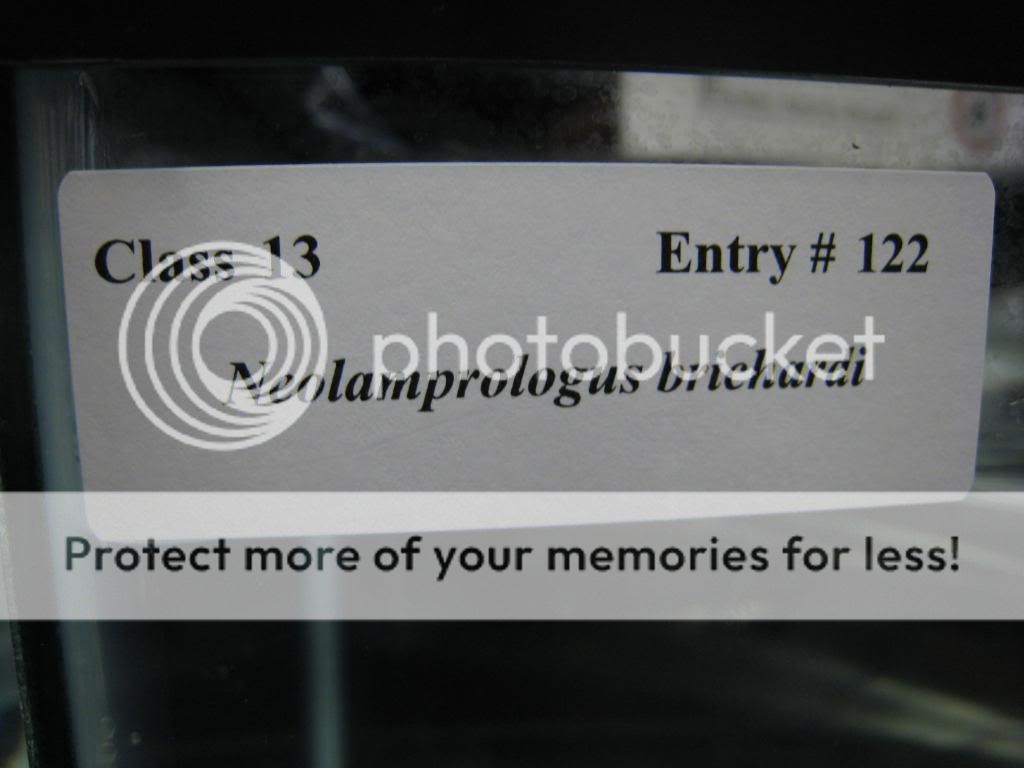 Class 13 Entry # 122
photobucket
Neolamprologus brichardi
Protect more of your memories for less!